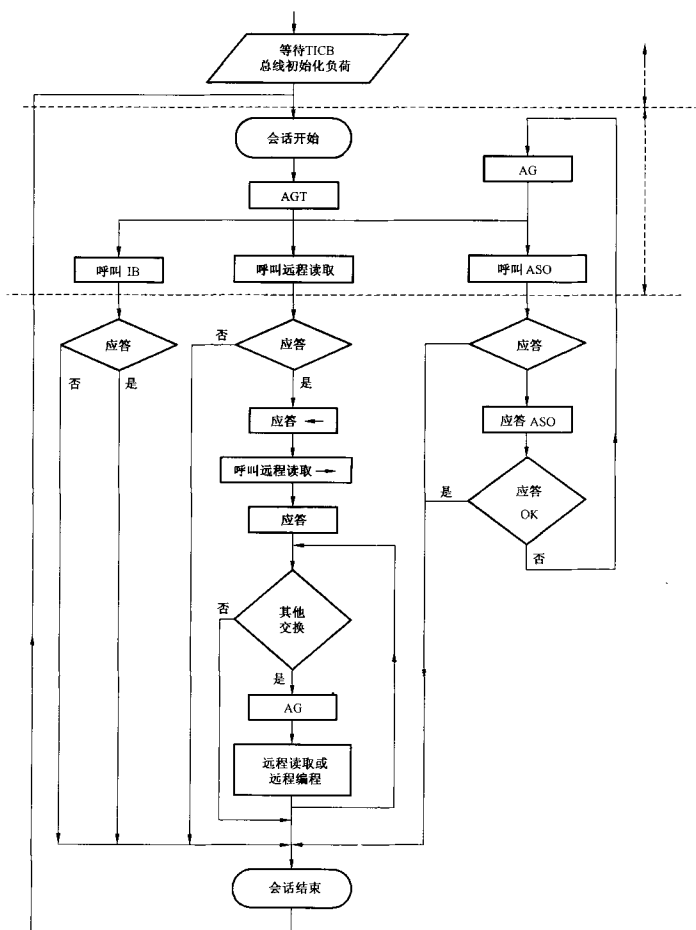 等待TICB
总线初始化负荷
会话开始
AG
AGT
呼叫 IB
呼叫远程读取
呼叫 ASO
应答
否
应答
应答
否
是
是
应答
应答 ASO
呼叫远程读取
是
应答
OK
应答
否
否
其他
交换
是
AG
远程读取或
远程编程
会话结束